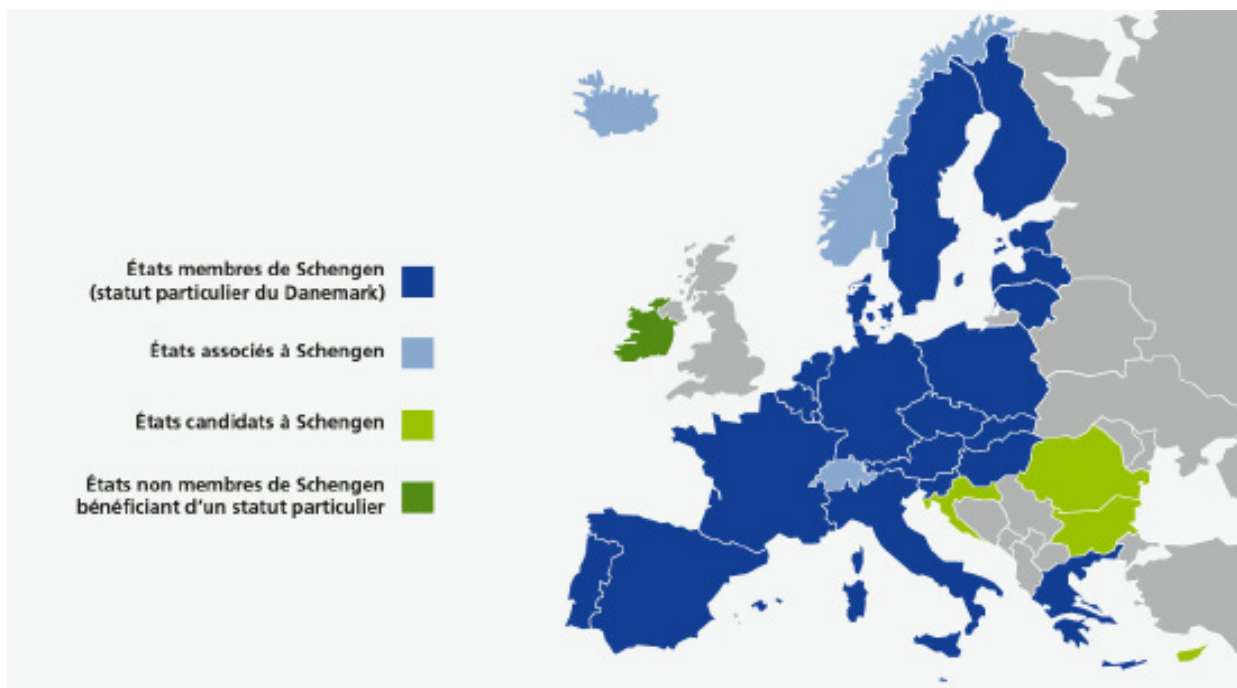 États membres de Schengen
(statut particulier du Danemark)
États associés à Schengen
États candidats à Schengen
États non membres de Schengen
bénéficiant d'un statut particulier